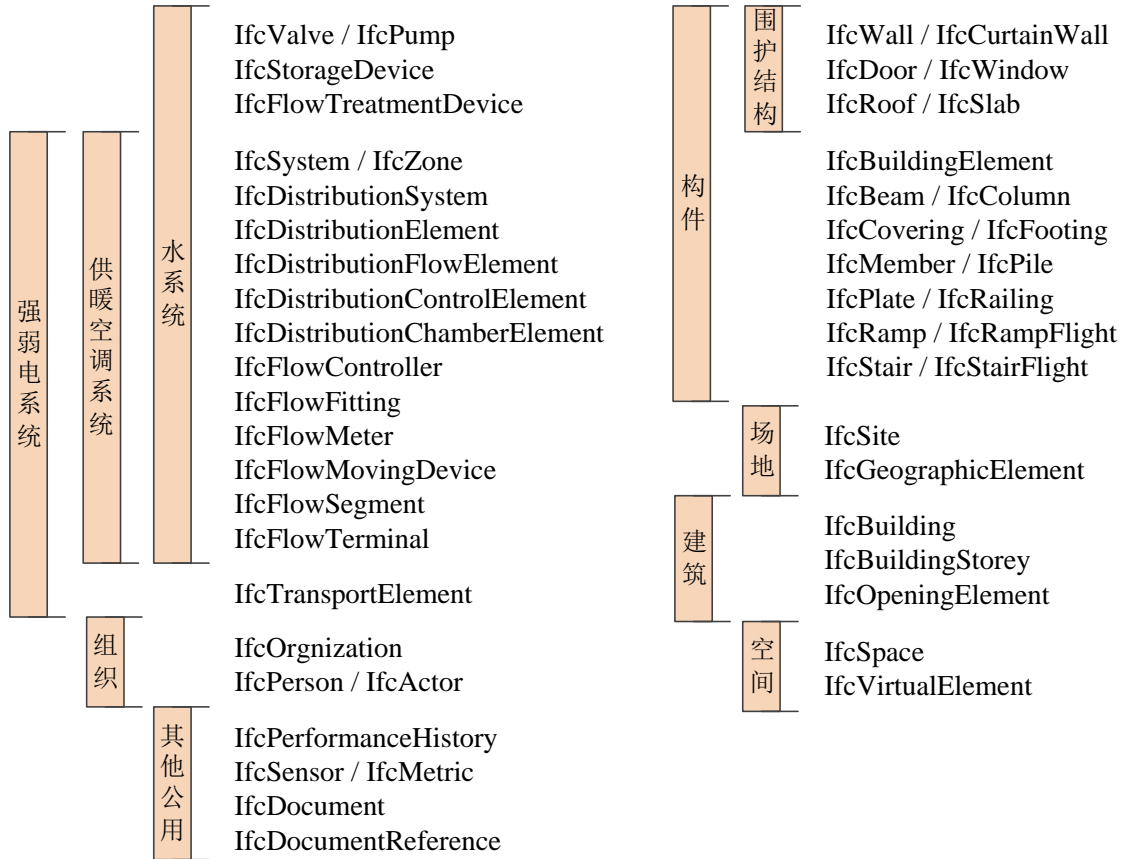 强弱电系统
供暖空调系统
水系统
IfcValve / IfcPump
IfcStorageDevice
IfcFlowTreatmentDevice
IfcSystem / IfcZone
IfcDistributionSystem
IfcDistributionElement
IfcDistributionFlowElement
IfcDistributionControlElement
IfcDistributionChamberElement
IfcFlowController
IfcFlowFitting
IfcFlowMeter
IfcFlowMovingDevice
IfcFlowSegment
IfcFlowTerminal
IfcTransportElement
组织
IfcOrgnization
IfcPerson / IfcActor
其他公用
IfcPerformanceHistory
IfcSensor / IfcMetric
IfcDocument
IfcDocumentReference
构件
围护结构
IfcWall / IfcCurtainWall
IfcDoor / IfcWindow
IfcRoof / IfcSlab
IfcBuildingElement
IfcBeam / IfcColumn
IfcCovering / IfcFooting
IfcMember / IfcPile
IfcPlate / IfcRailing
IfcRamp / IfcRampFlight
IfcStair / IfcStairFlight
场地
IfcSite
IfcGeographicElement
建筑
IfcBuilding
IfcBuildingStorey
IfcOpeningElement
空间
IfcSpace
IfcVirtualElement